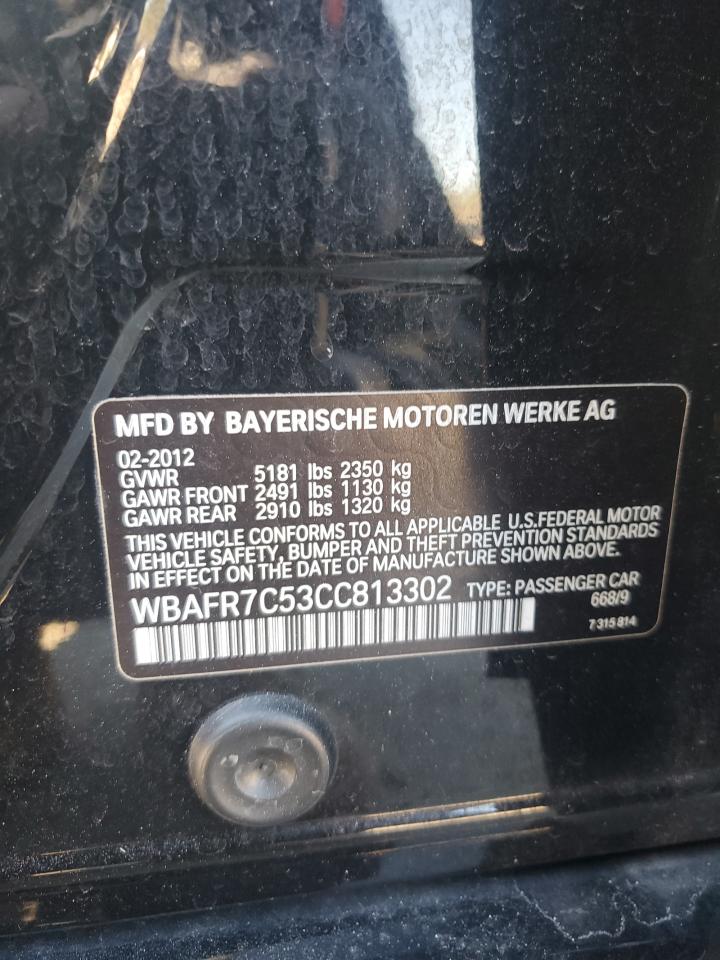 MFD BY BAYERISCHE MOTOREN WERKE AG
02-2012
GVWR 5181 lbs 2350 kg
GAWR FRONT 2491 lbs 1130 kg
GAWR REAR 2910 lbs 1320 kg
THIS VEHICLE CONFORMS TO ALL APPLICABLE U.S.FEDERAL MOTOR
VEHICLE SAFETY, BUMPER AND THEFT PREVENTION STANDARDS
IN EFFECT ON THE DATE OF MANUFACTURE SHOWN ABOVE.
WBAFR7C53CC813302 TYPE: PASSENGER CAR
668/9
7 315 814